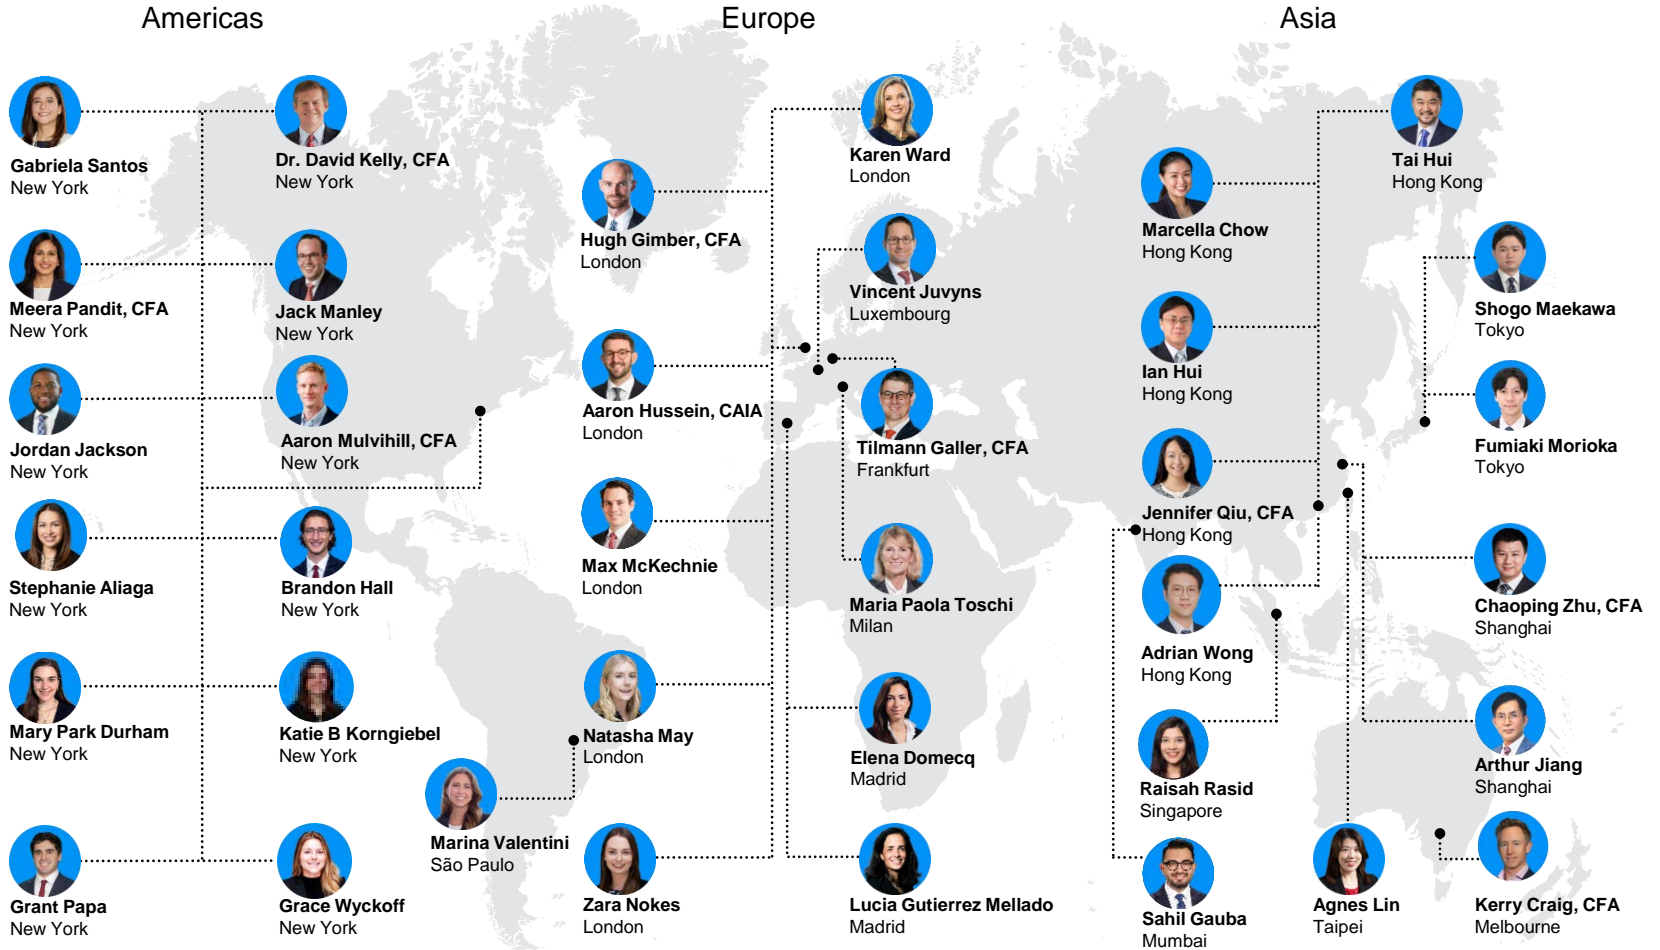 Americas
Europe
Asia
Gabriela Santos
New York
Dr. David Kelly, CFA
New York
Meera Pandit, CFA
New York
Jack Manley
New York
Jordan Jackson
New York
Aaron Mulvihill, CFA
New York
Stephanie Aliaga
New York
Brandon Hall
New York
Mary Park Durham
New York
Katie B Korngiebel
New York
Grant Papa
New York
Grace Wyckoff
New York
Marina Valentini
São Paulo
Karen Ward
London
Hugh Gimber, CFA
London
Vincent Juvyns
Luxembourg
Aaron Hussein, CAIA
London
Tilmann Galler, CFA
Frankfurt
Max McKechnie
London
Maria Paola Toschi
Milan
Natasha May
London
Elena Domecq
Madrid
Zara Nokes
London
Lucia Gutierrez Mellado
Madrid
Tai Hui
Hong Kong
Marcella Chow
Hong Kong
Shogo Maekawa
Tokyo
Ian Hui
Hong Kong
Fumiaki Morioka
Tokyo
Jennifer Qiu, CFA
Hong Kong
Chaoping Zhu, CFA
Shanghai
Adrian Wong
Hong Kong
Arthur Jiang
Shanghai
Raisah Rasid
Singapore
Sahil Gauba
Mumbai
Agnes Lin
Taipei
Kerry Craig, CFA
Melbourne